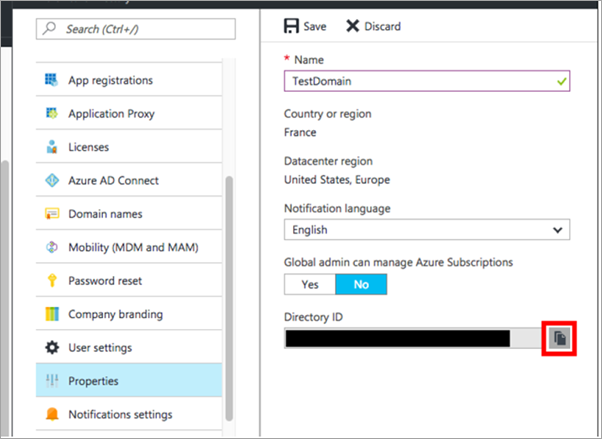 Search (Ctrl+/)
App registrations
Application Proxy
Licenses
Azure AD Connect
Domain names
Mobility (MDM and MAM)
Password reset
Company branding
User settings
Properties
Notifications settings
Save Discard
* Name
TestDomain
Country or region
France
Datacenter region
United States, Europe
Notification language
English
Global admin can manage Azure Subscriptions
Yes No
Directory ID